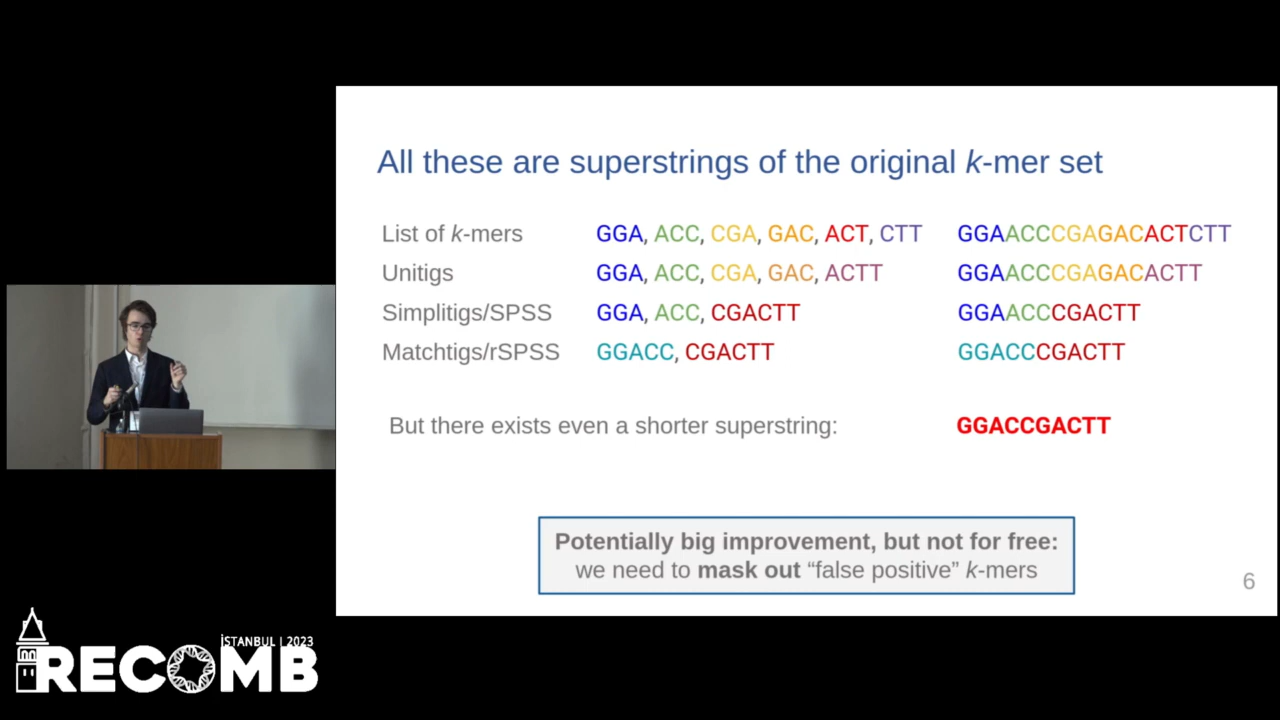 All these are superstrings of the original k-mer set
List of k-mers GGA, ACC, CGA, GAC, ACT, CTT GGAACCCGAGACACTCTT
Unitigs GGA, ACC, CGA, GAC, ACTT GGAACCCGAGACACTT
Simplitigs/SPSS GGA, ACC, CGACTT GGAACCCGACTT
Matchtigs/rSPSS GGACC, CGACTT GGACCCGACTT
But there exists even a shorter superstring: GGACCGACTT
Potentially big improvement, but not for free:
we need to mask out “false positive” k-mers
6
İSTANBUL | 2023
RECOMB